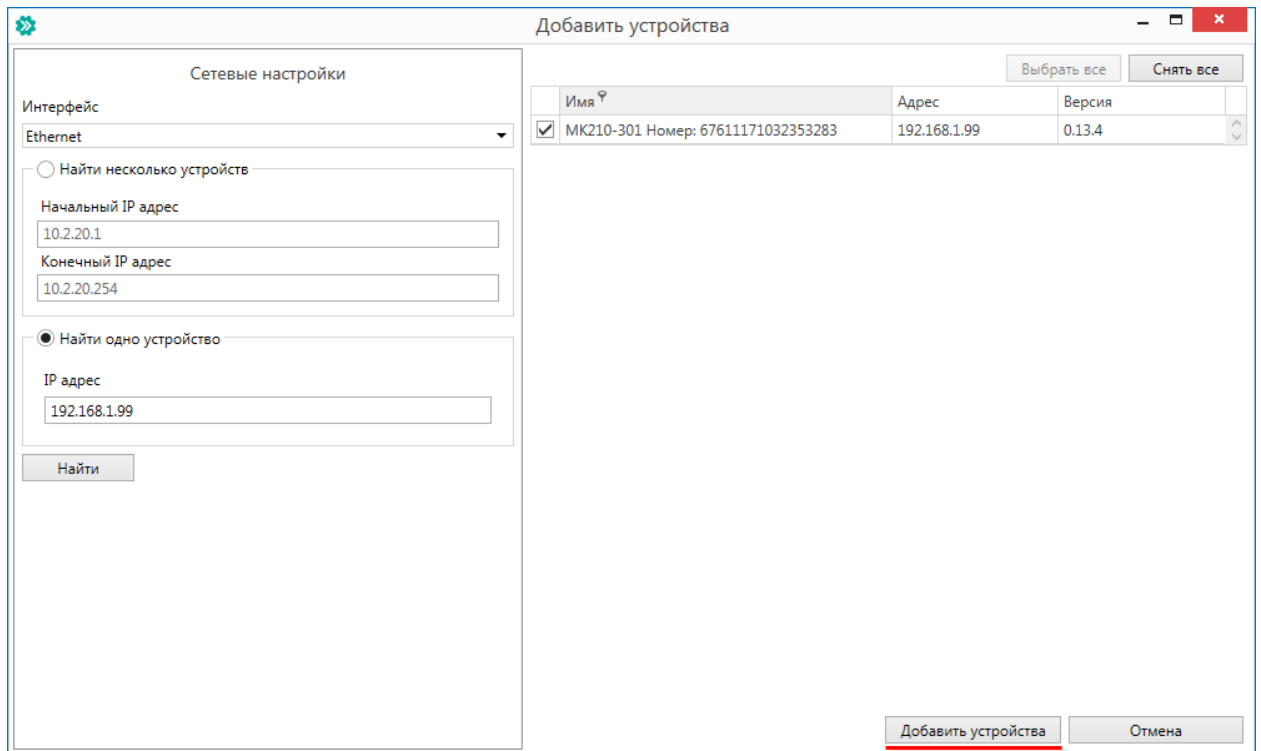 Добавить устройства
Сетевые настройки
Интерфейс
Ethernet
Найти несколько устройств
Начальный IP адрес
10.2.20.1
Конечный IP адрес
10.2.20.254
Найти одно устройство
IP адрес
192.168.1.99
Найти
Выбрать все Снять все
Имя Адрес Версия
МК210-301 Номер: 67611171032353283 192.168.1.99 0.13.4
Добавить устройства Отмена